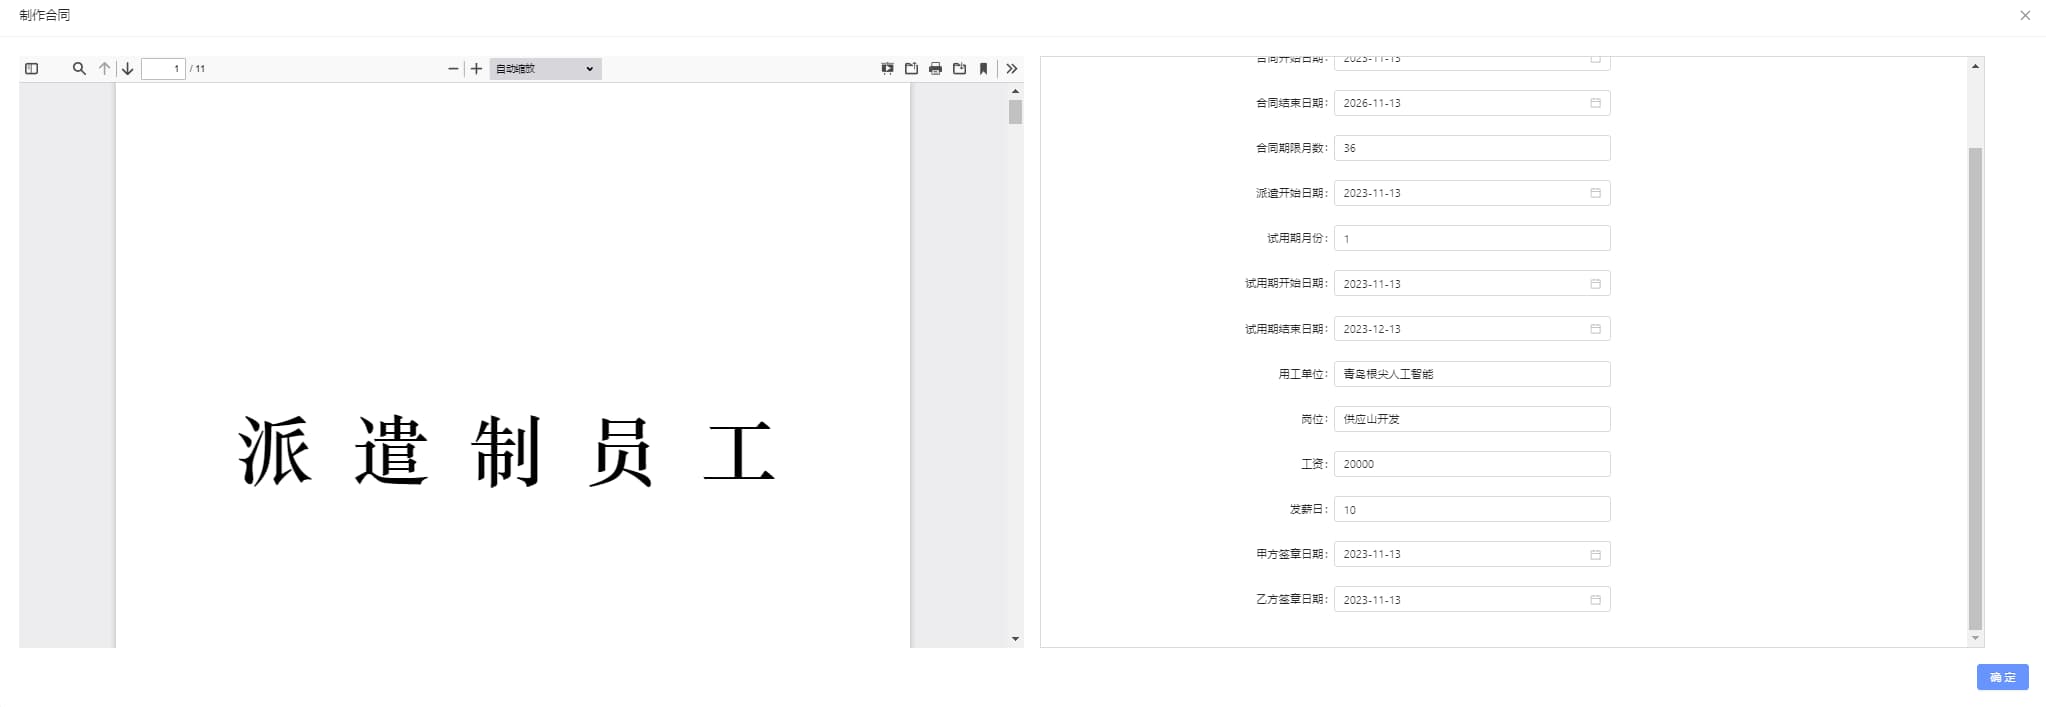 制作合同
1 / 11
自动缩放
派遣制员工
合同开始日期: 2023-11-13
合同结束日期: 2026-11-13
合同期限月数: 36
派遣开始日期: 2023-11-13
试用期月份: 1
试用期开始日期: 2023-11-13
试用期结束日期: 2023-12-13
用工单位: 青岛根尖人工智能
岗位: 供应山开发
工资: 20000
发薪日: 10
甲方签章日期: 2023-11-13
乙方签章日期: 2023-11-13
确定